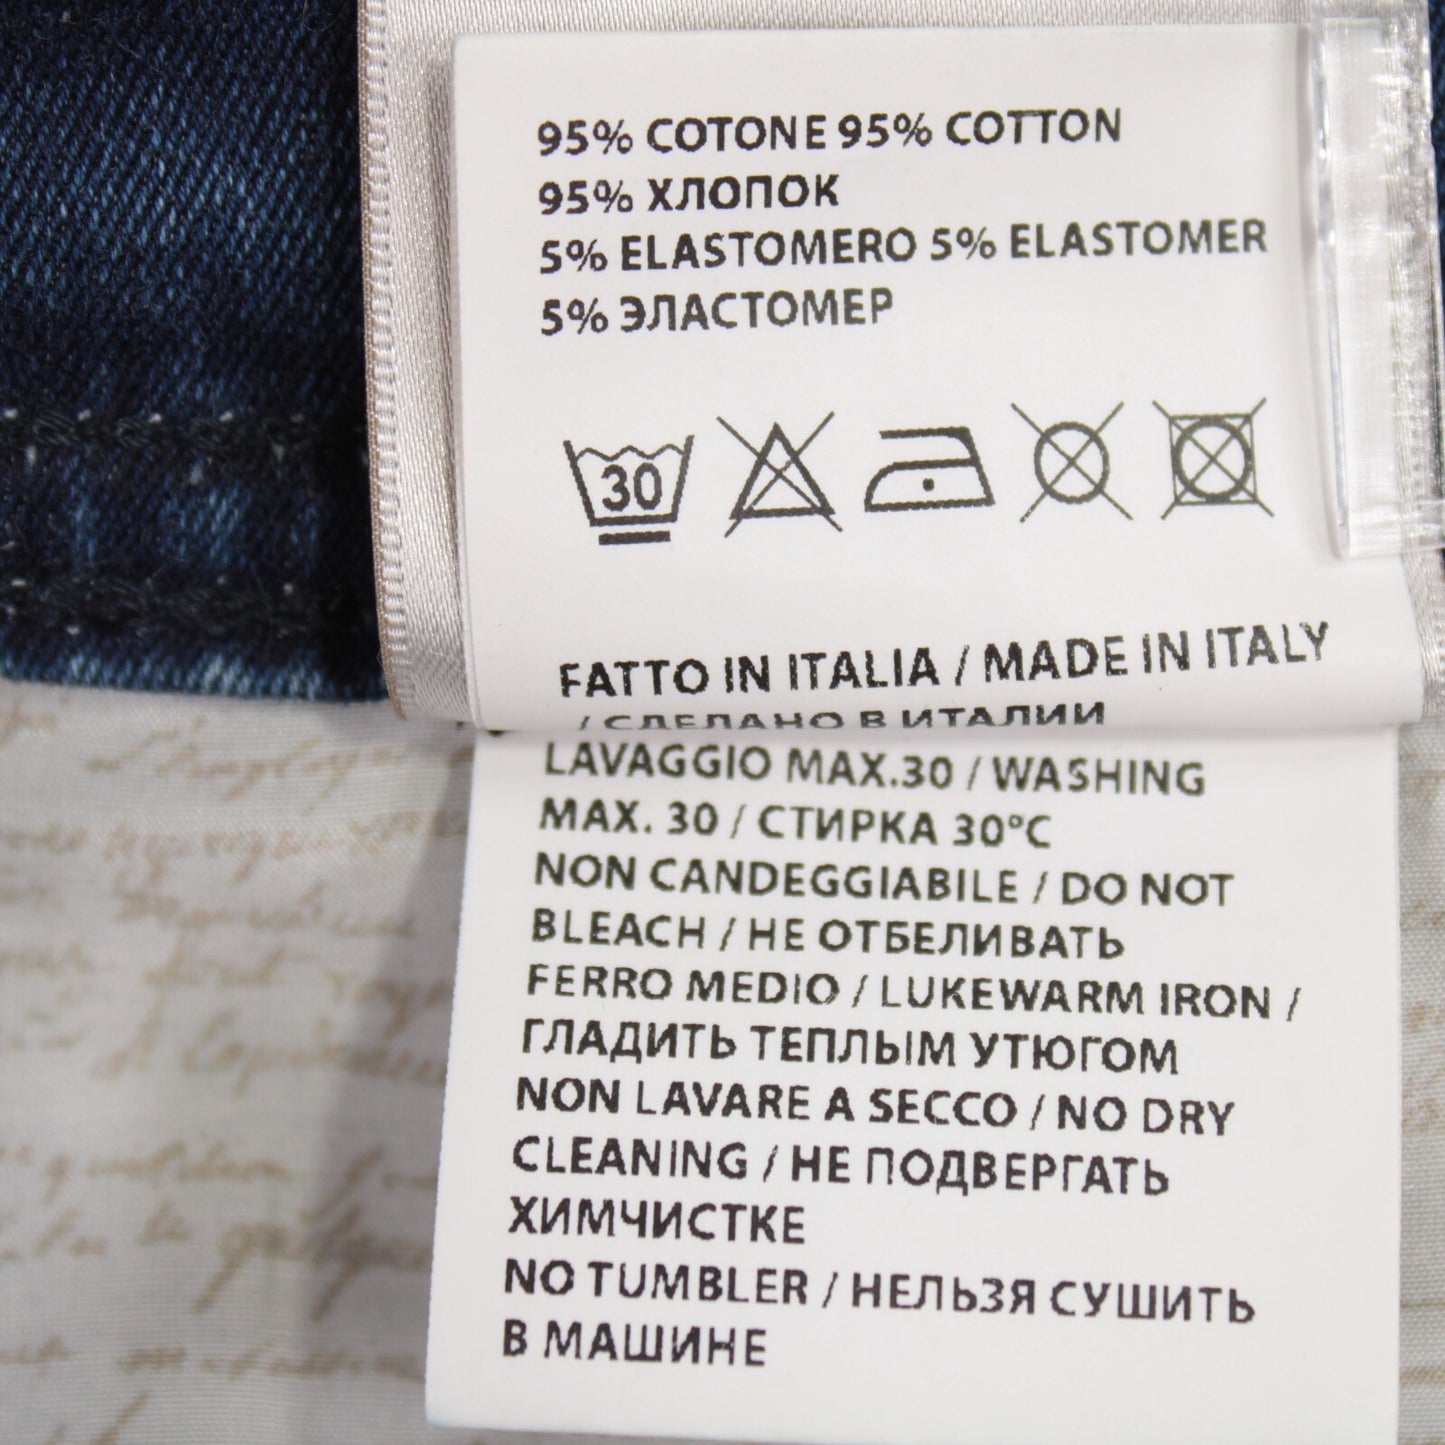 95% COTONE 95% COTTON
95% ХЛОПОК
5% ELASTOMERO 5% ELASTOMER
5% ЭЛАСТОМЕР
30
FATTO IN ITALIA / MADE IN ITALY
/ СДЕЛАНО В ИТАЛИИ
LAVAGGIO MAX.30 / WASHING
MAX. 30 / СТИРКА 30°C
NON CANDEGGIABILE / DO NOT
BLEACH / НЕ ОТБЕЛИВАТЬ
FERRO MEDIO / LUKEWARM IRON /
ГЛАДИТЬ ТЕПЛЫМ УТЮГОМ
NON LAVARE A SECCO / NO DRY
CLEANING / НЕ ПОДВЕРГАТЬ
ХИМЧИСТКЕ
NO TUMBLER / НЕЛЬЗЯ СУШИТЬ
В МАШИНЕ